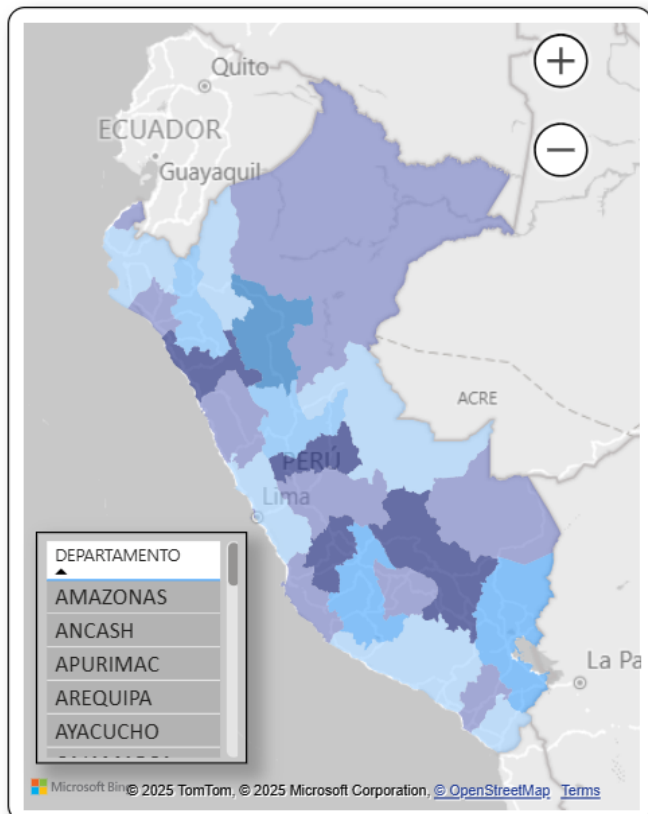 Quito
ECUADOR
Guayaquil
ACRE
PERÚ
Lima
DEPARTAMENTO
AMAZONAS
ANCASH
APURIMAC
AREQUIPA
AYACUCHO
La Pa
Microsoft Bin
© 2025 TomTom, © 2025 Microsoft Corporation, © OpenStreetMap Terms